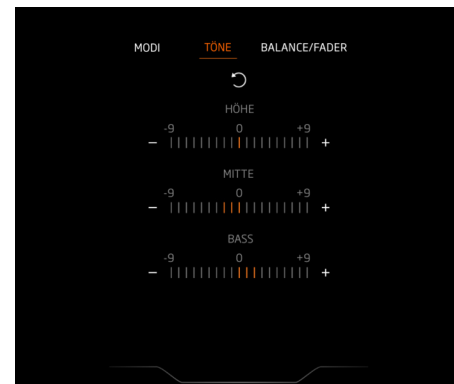 MODI TÖNE BALANCE/FADER
HÖHE
-9 0 +9
− +
MITTE
-9 0 +9
− +
BASS
-9 0 +9
− +